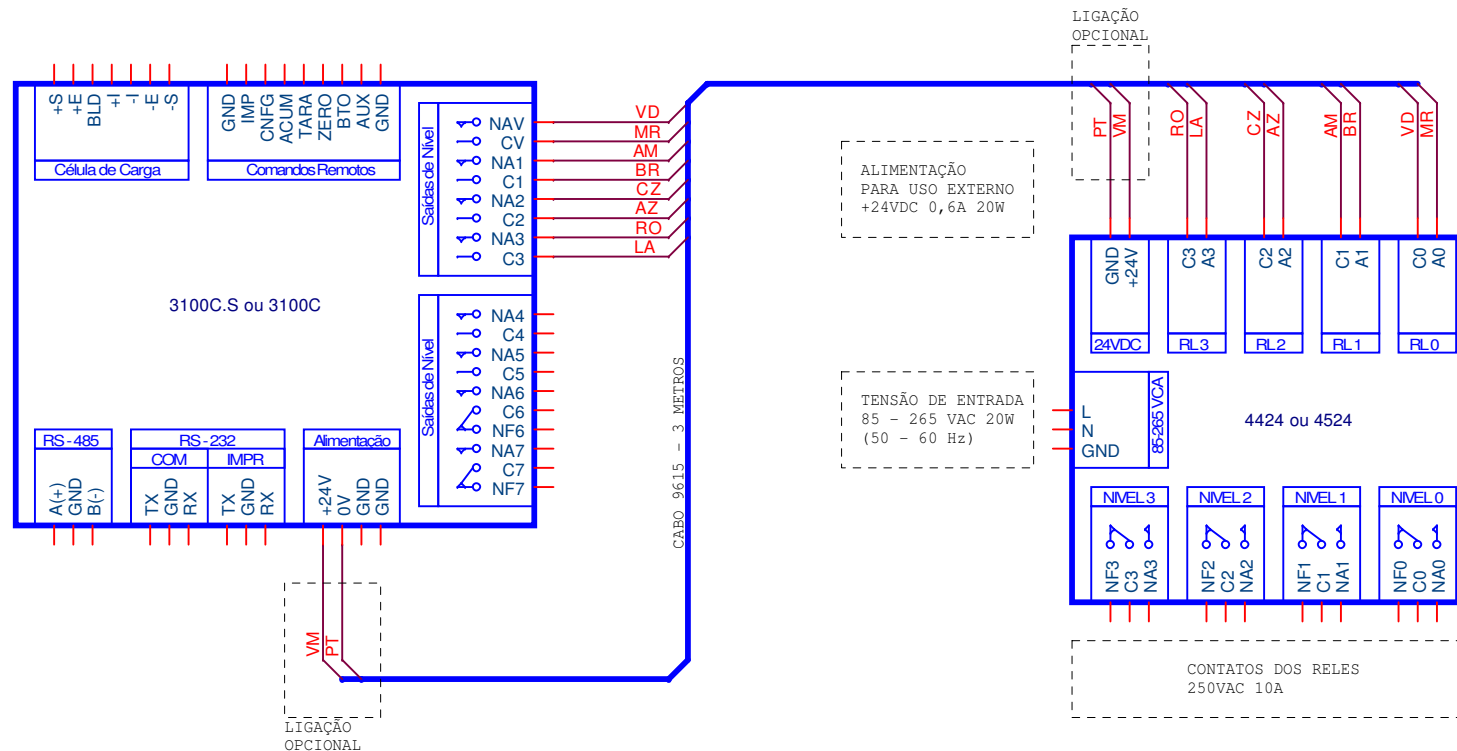 LIGAÇÃO
OPCIONAL
+S
+E
BLD
+I
-I
-E
-S
Célula de Carga
GND
IMP
CNFG
ACUM
TARA
ZERO
BTO
AUX
GND
Comandos Remotos
Saídas de Nível
NAV
CV
NA1
C1
NA2
C2
NA3
C3
VD
MR
AM
BR
CZ
AZ
RO
LA
3100C.S ou 3100C
Saídas de Nível
NA4
C4
NA5
C5
NA6
C6
NF6
NA7
C7
NF7
RS-485
A(+)
GND
B(-)
RS-232
COM
IMPR
TX
GND
RX
TX
GND
RX
Alimentação
+24V
0V
GND
GND
VM
PT
LIGAÇÃO
OPCIONAL
CABO 9615 - 3 METROS
PT
VM
RO
LA
CZ
AZ
AM
BR
VD
MR
ALIMENTAÇÃO
PARA USO EXTERNO
+24VDC 0,6A 20W
GND
+24V
24VDC
C3
A3
RL3
C2
A2
RL2
C1
A1
RL1
C0
A0
RL0
TENSÃO DE ENTRADA
85 - 265 VAC 20W
(50 - 60 Hz)
L
N
GND
85-265 VCA
4424 ou 4524
NIVEL 3
NF3
C3
NA3
NIVEL 2
NF2
C2
NA2
NIVEL 1
NF1
C1
NA1
NIVEL 0
NF0
C0
NA0
CONTATOS DOS RELES
250VAC 10A